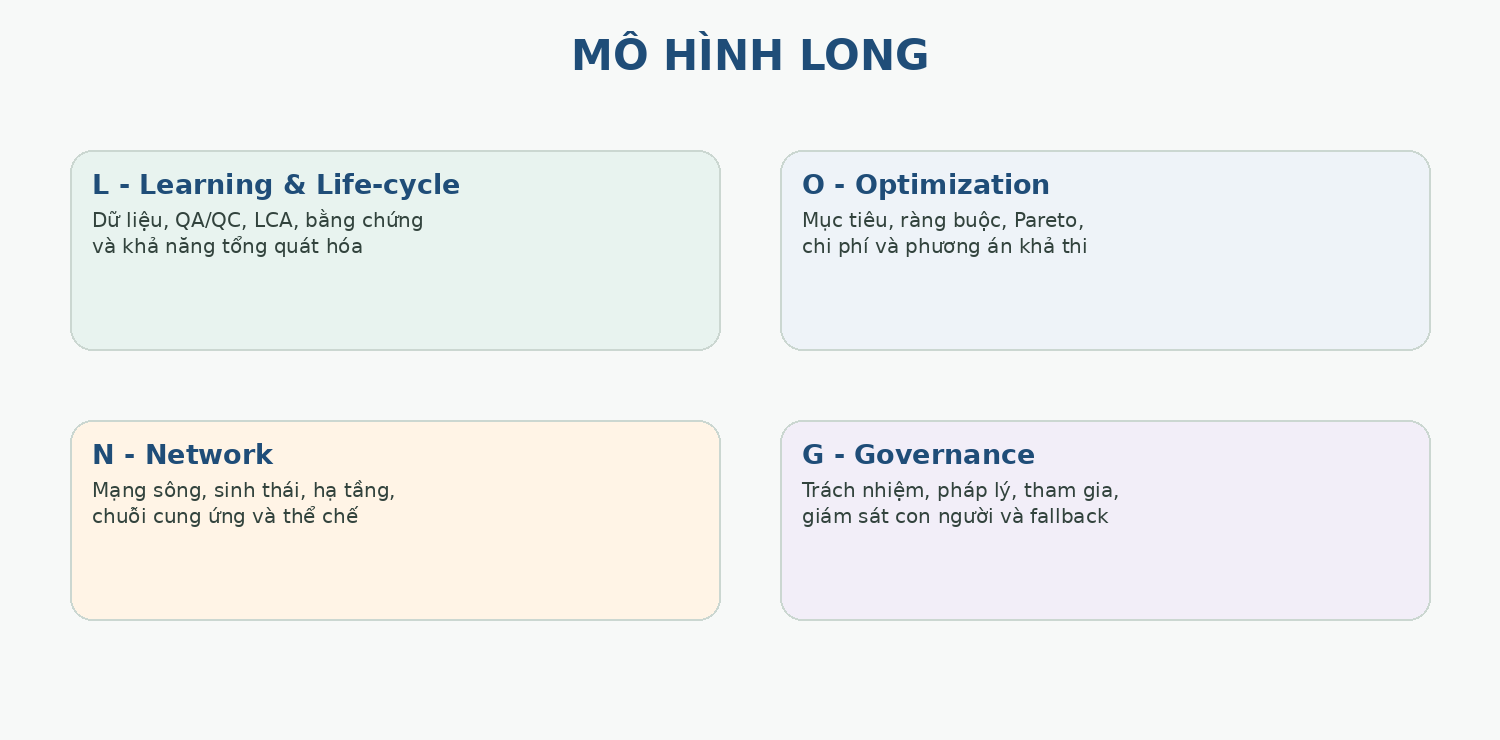 MÔ HÌNH LONG
L - Learning & Life-cycle
Dữ liệu, QA/QC, LCA, bằng chứng
và khả năng tổng quát hóa
O - Optimization
Mục tiêu, ràng buộc, Pareto,
chi phí và phương án khả thi
N - Network
Mạng sông, sinh thái, hạ tầng,
chuỗi cung ứng và thể chế
G - Governance
Trách nhiệm, pháp lý, tham gia,
giám sát con người và fallback